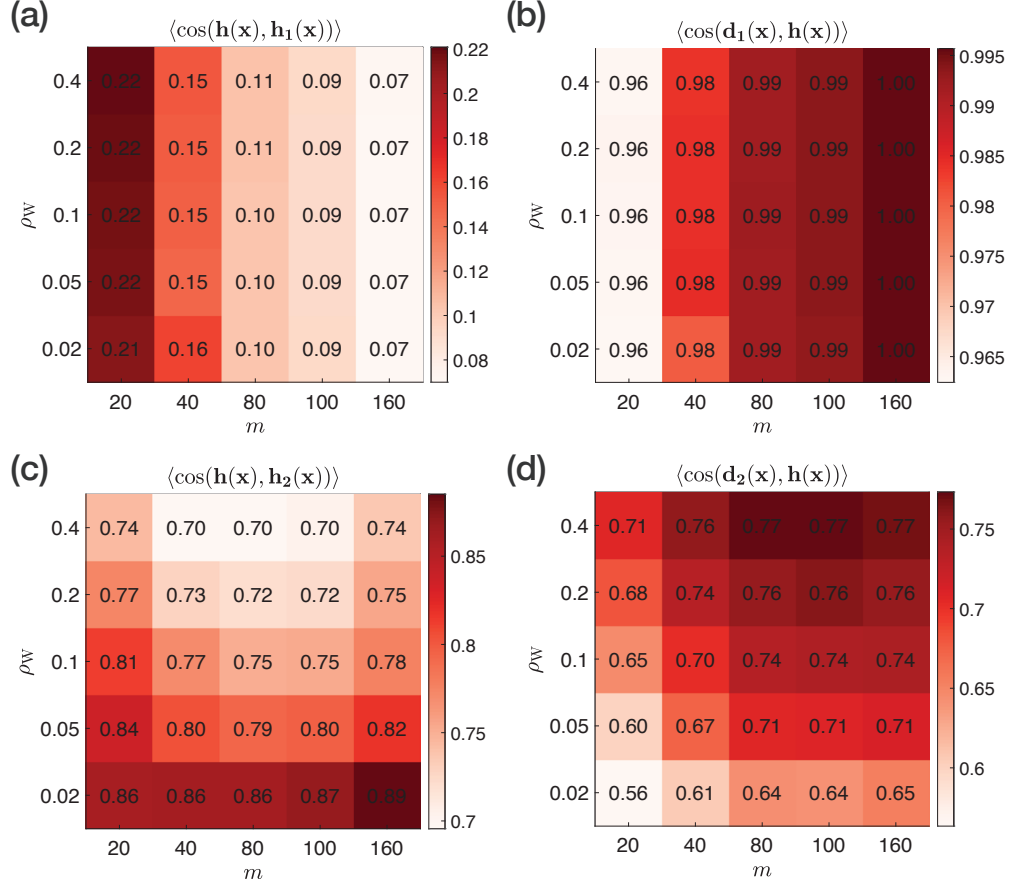 (a)
⟨cos(h(x), h₁(x))⟩
0.4 0.22 0.15 0.11 0.09 0.07
0.2 0.22 0.15 0.11 0.09 0.07
0.1 0.22 0.15 0.10 0.09 0.07
0.05 0.22 0.15 0.10 0.09 0.07
0.02 0.21 0.16 0.10 0.09 0.07
20 40 80 100 160
m
ρW
0.22
0.2
0.18
0.16
0.14
0.12
0.1
0.08
(b)
⟨cos(d₁(x), h(x))⟩
0.4 0.96 0.98 0.99 0.99 1.00
0.2 0.96 0.98 0.99 0.99 1.00
0.1 0.96 0.98 0.99 0.99 1.00
0.05 0.96 0.98 0.99 0.99 1.00
0.02 0.96 0.98 0.99 0.99 1.00
20 40 80 100 160
m
ρW
0.995
0.99
0.985
0.98
0.975
0.97
0.965
(c)
⟨cos(h(x), h₂(x))⟩
0.4 0.74 0.70 0.70 0.70 0.74
0.2 0.77 0.73 0.72 0.72 0.75
0.1 0.81 0.77 0.75 0.75 0.78
0.05 0.84 0.80 0.79 0.80 0.82
0.02 0.86 0.86 0.86 0.87 0.89
20 40 80 100 160
m
ρW
0.85
0.8
0.75
0.7
(d)
⟨cos(d₂(x), h(x))⟩
0.4 0.71 0.76 0.77 0.77 0.77
0.2 0.68 0.74 0.76 0.76 0.76
0.1 0.65 0.70 0.74 0.74 0.74
0.05 0.60 0.67 0.71 0.71 0.71
0.02 0.56 0.61 0.64 0.64 0.65
20 40 80 100 160
m
ρW
0.75
0.7
0.65
0.6